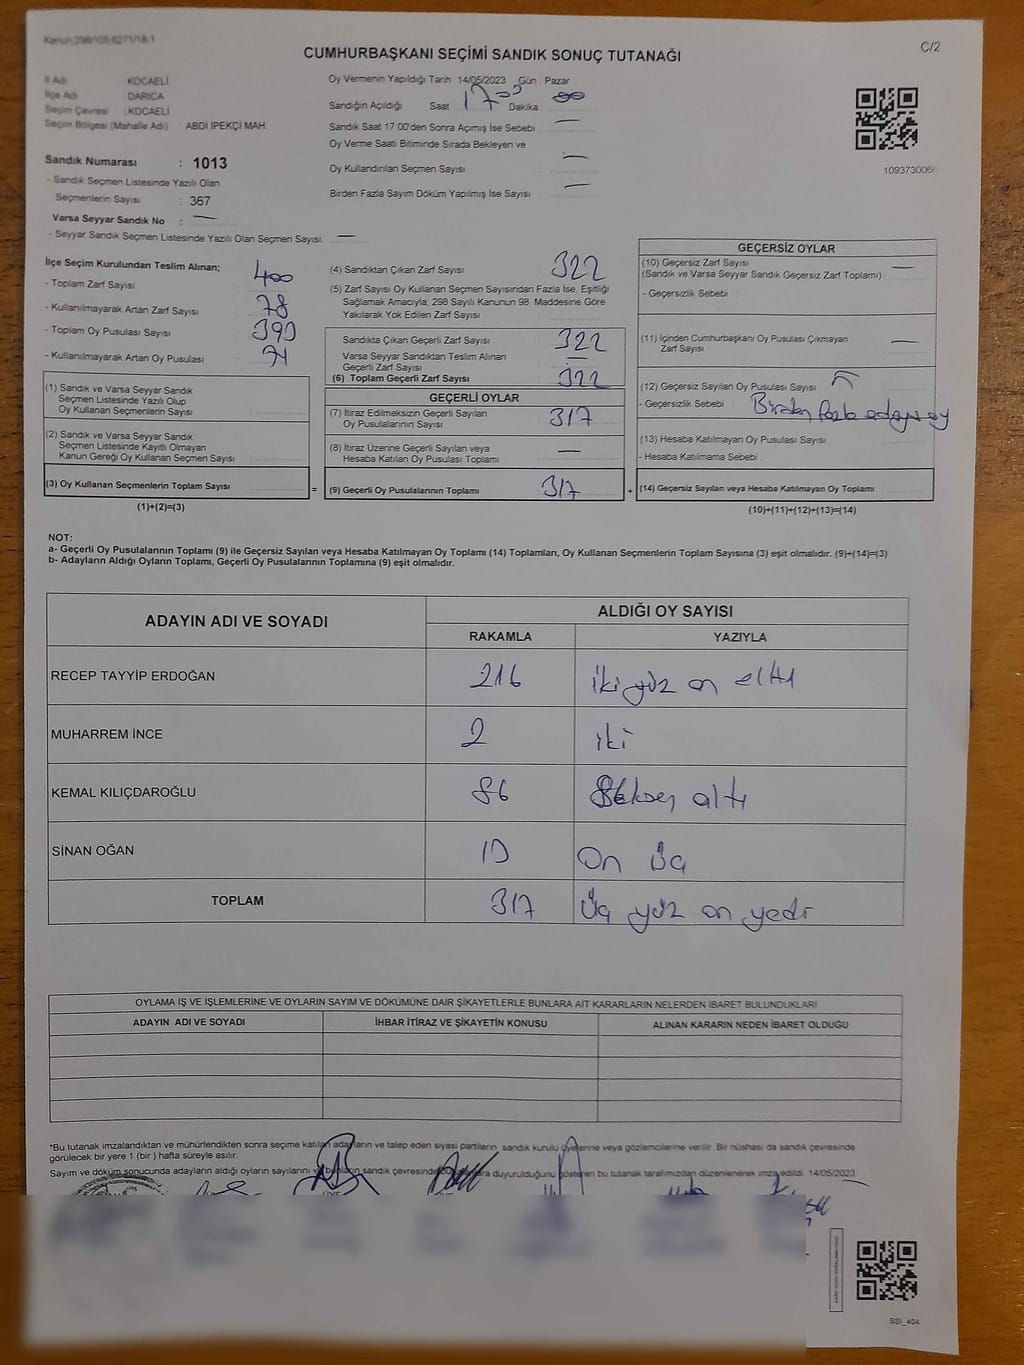 Kanun:298/105,6271/18-1
C/2
CUMHURBAŞKANI SEÇİMİ SANDIK SONUÇ TUTANAĞI
İl Adı KOCAELİ
İlçe Adı DARICA
Seçim Çevresi : KOCAELİ
Seçim Bölgesi (Mahalle Adı) : ABDİ İPEKÇİ MAH.
Sandık Numarası : 1013
- Sandık Seçmen Listesinde Yazılı Olan
Seçmenlerin Sayısı : 367
Varsa Seyyar Sandık No : —
- Seyyar Sandık Seçmen Listesinde Yazılı Olan Seçmen Sayısı: —
Oy Vermenin Yapıldığı Tarih 14/05/2023 Gün Pazar
Sandığın Açıldığı Saat 17 00 Dakika 00
Sandık Saat 17:00'den Sonra Açımış İse Sebebi —
Oy Verme Saati Bitiminde Sırada Bekleyen ve
Oy Kullandırılan Seçmen Sayısı —
Birden Fazla Sayım Döküm Yapılmış İse Sayısı —
1093730066
İlçe Seçim Kurulundan Teslim Alınan;
- Toplam Zarf Sayısı 400
- Kullanılmayarak Artan Zarf Sayısı 78
- Toplam Oy Pusulası Sayısı 393
- Kullanılmayarak Artan Oy Pusulası 71
(1) Sandık ve Varsa Seyyar Sandık
Seçmen Listesinde Yazılı Olup
Oy Kullanan Seçmenlerin Sayısı
(2) Sandık ve Varsa Seyyar Sandık
Seçmen Listesinde Kayıtlı Olmayan
Kanun Gereği Oy Kullanan Seçmen Sayısı
(3) Oy Kullanan Seçmenlerin Toplam Sayısı =
(1)+(2)=(3)
(4) Sandıktan Çıkan Zarf Sayısı 322
(5) Zarf Sayısı Oy Kullanan Seçmen Sayısından Fazla İse, Eşitliği
Sağlamak Amacıyla; 298 Sayılı Kanunun 98. Maddesine Göre
Yakılarak Yok Edilen Zarf Sayısı
Sandıkta Çıkan Geçerli Zarf Sayısı 322
Varsa Seyyar Sandıktan Teslim Alınan
Geçerli Zarf Sayısı —
(6) Toplam Geçerli Zarf Sayısı 322
GEÇERLİ OYLAR
(7) İtiraz Edilmeksizin Geçerli Sayılan
Oy Pusulalarının Sayısı 317
(8) İtiraz Üzerine Geçerli Sayılan veya
Hesaba Katılan Oy Pusulası Toplamı —
(9) Geçerli Oy Pusulalarının Toplamı 317 +
GEÇERSİZ OYLAR
(10) Geçersiz Zarf Sayısı —
(Sandık ve Varsa Seyyar Sandık Geçersiz Zarf Toplamı)
- Geçersizlik Sebebi :
(11) İçinden Cumhurbaşkanı Oy Pusulası Çıkmayan
Zarf Sayısı —
(12) Geçersiz Sayılan Oy Pusulası Sayısı
- Geçersizlik Sebebi : Birden fazla adaya oy
(13) Hesaba Katılmayan Oy Pusulası Sayısı
- Hesaba Katılmama Sebebi :
(14) Geçersiz Sayılan veya Hesaba Katılmayan Oy Toplamı
(10)+(11)+(12)+(13)=(14)
NOT:
a- Geçerli Oy Pusulalarının Toplamı (9) ile Geçersiz Sayılan veya Hesaba Katılmayan Oy Toplamı (14) Toplamları, Oy Kullanan Seçmenlerin Toplam Sayısına (3) eşit olmalıdır. (9)+(14)=(3)
b- Adayların Aldığı Oyların Toplamı, Geçerli Oy Pusulalarının Toplamına (9) eşit olmalıdır.
ADAYIN ADI VE SOYADI ALDIĞI OY SAYISI
RAKAMLA YAZIYLA
RECEP TAYYİP ERDOĞAN 216 iki yüz on altı
MUHARREM İNCE 2 iki
KEMAL KILIÇDAROĞLU 86 Seksen altı
SİNAN OĞAN 13 On üç
TOPLAM 317 Üç yüz on yedi
OYLAMA İŞ VE İŞLEMLERİNE VE OYLARIN SAYIM VE DÖKÜMÜNE DAİR ŞİKAYETLERLE BUNLARA AİT KARARLARIN NELERDEN İBARET BULUNDUKLARI
ADAYIN ADI VE SOYADI İHBAR İTİRAZ VE ŞİKAYETİN KONUSU ALINAN KARARIN NEDEN İBARET OLDUĞU
*Bu tutanak imzalandıktan ve mühürlendikten sonra seçime katılan adayların ve talep eden siyasi partilerin sandık kurulu üyelerine veya gözlemcilerine verilir. Bir nüshası da sandık çevresinde
görülecek bir yere 1 (bir) hafta süreyle asılır.
Sayım ve döküm sonucunda adayların aldığı oyların sayılarını ve bunların sandık çevresinde duyurulduğunu gösteren bu tutanak tarafımızdan düzenlenerek imza edildi. 14/05/2023
SSI_404